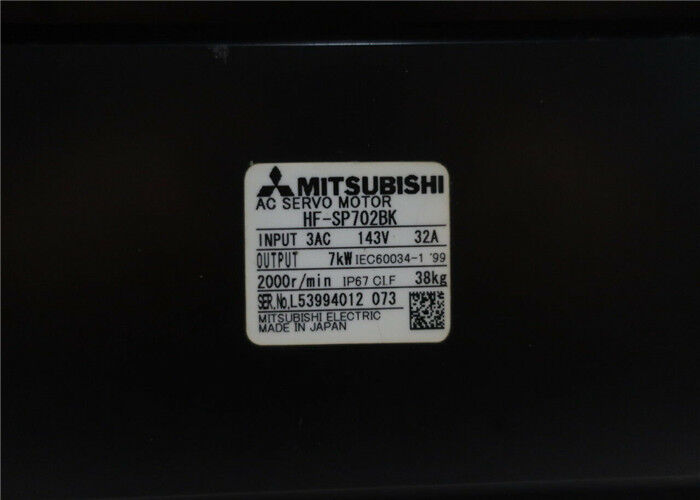 MITSUBISHI
AC SERVO MOTOR
HF-SP702BK
INPUT 3AC 143V 32A
OUTPUT 7kW IEC60034-1 '99
2000r/min IP67 Cl.F 38kg
SER.No.L53994012 073
MITSUBISHI ELECTRIC
MADE IN JAPAN